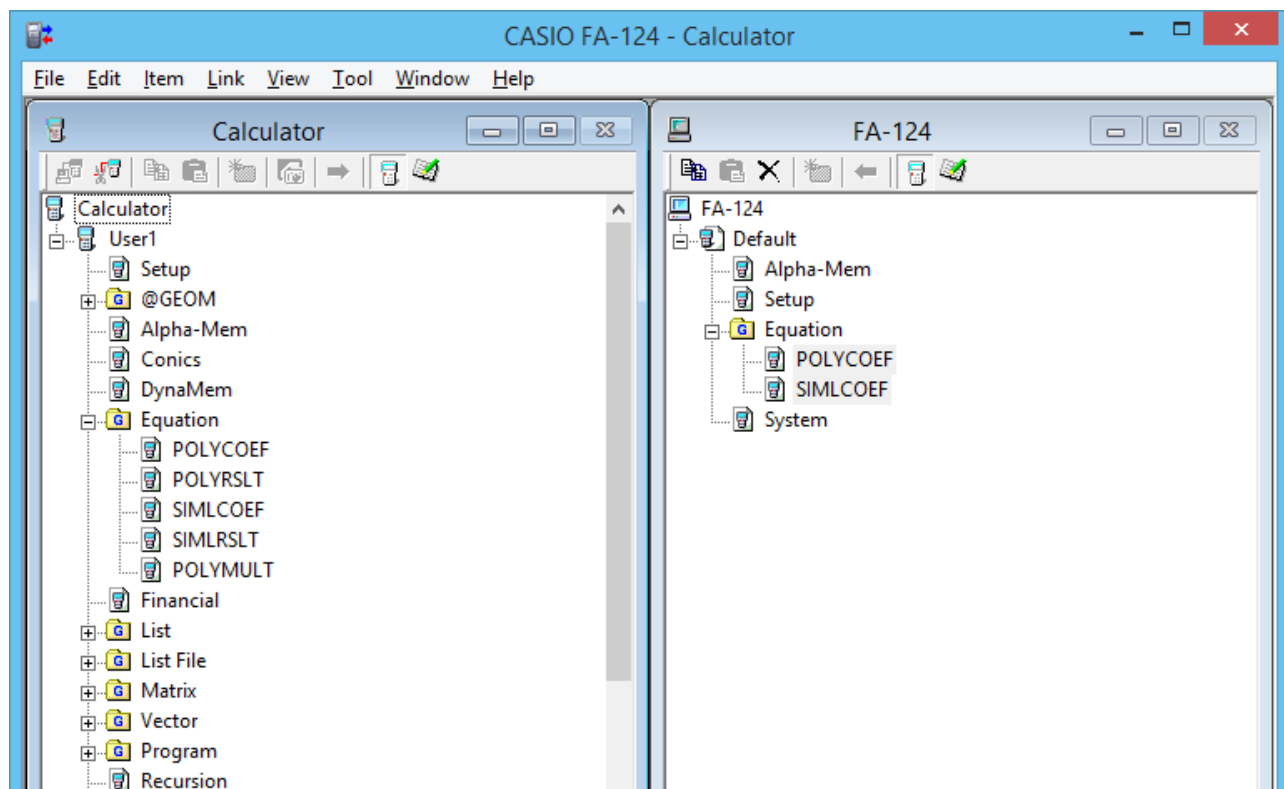 CASIO FA-124 - Calculator
File Edit Item Link View Tool Window Help
Calculator
Calculator
User1
Setup
@GEOM
Alpha-Mem
Conics
DynaMem
Equation
POLYCOEF
POLYRSLT
SIMLCOEF
SIMLRSLT
POLYMULT
Financial
List
List File
Matrix
Vector
Program
Recursion
FA-124
FA-124
Default
Alpha-Mem
Setup
Equation
POLYCOEF
SIMLCOEF
System